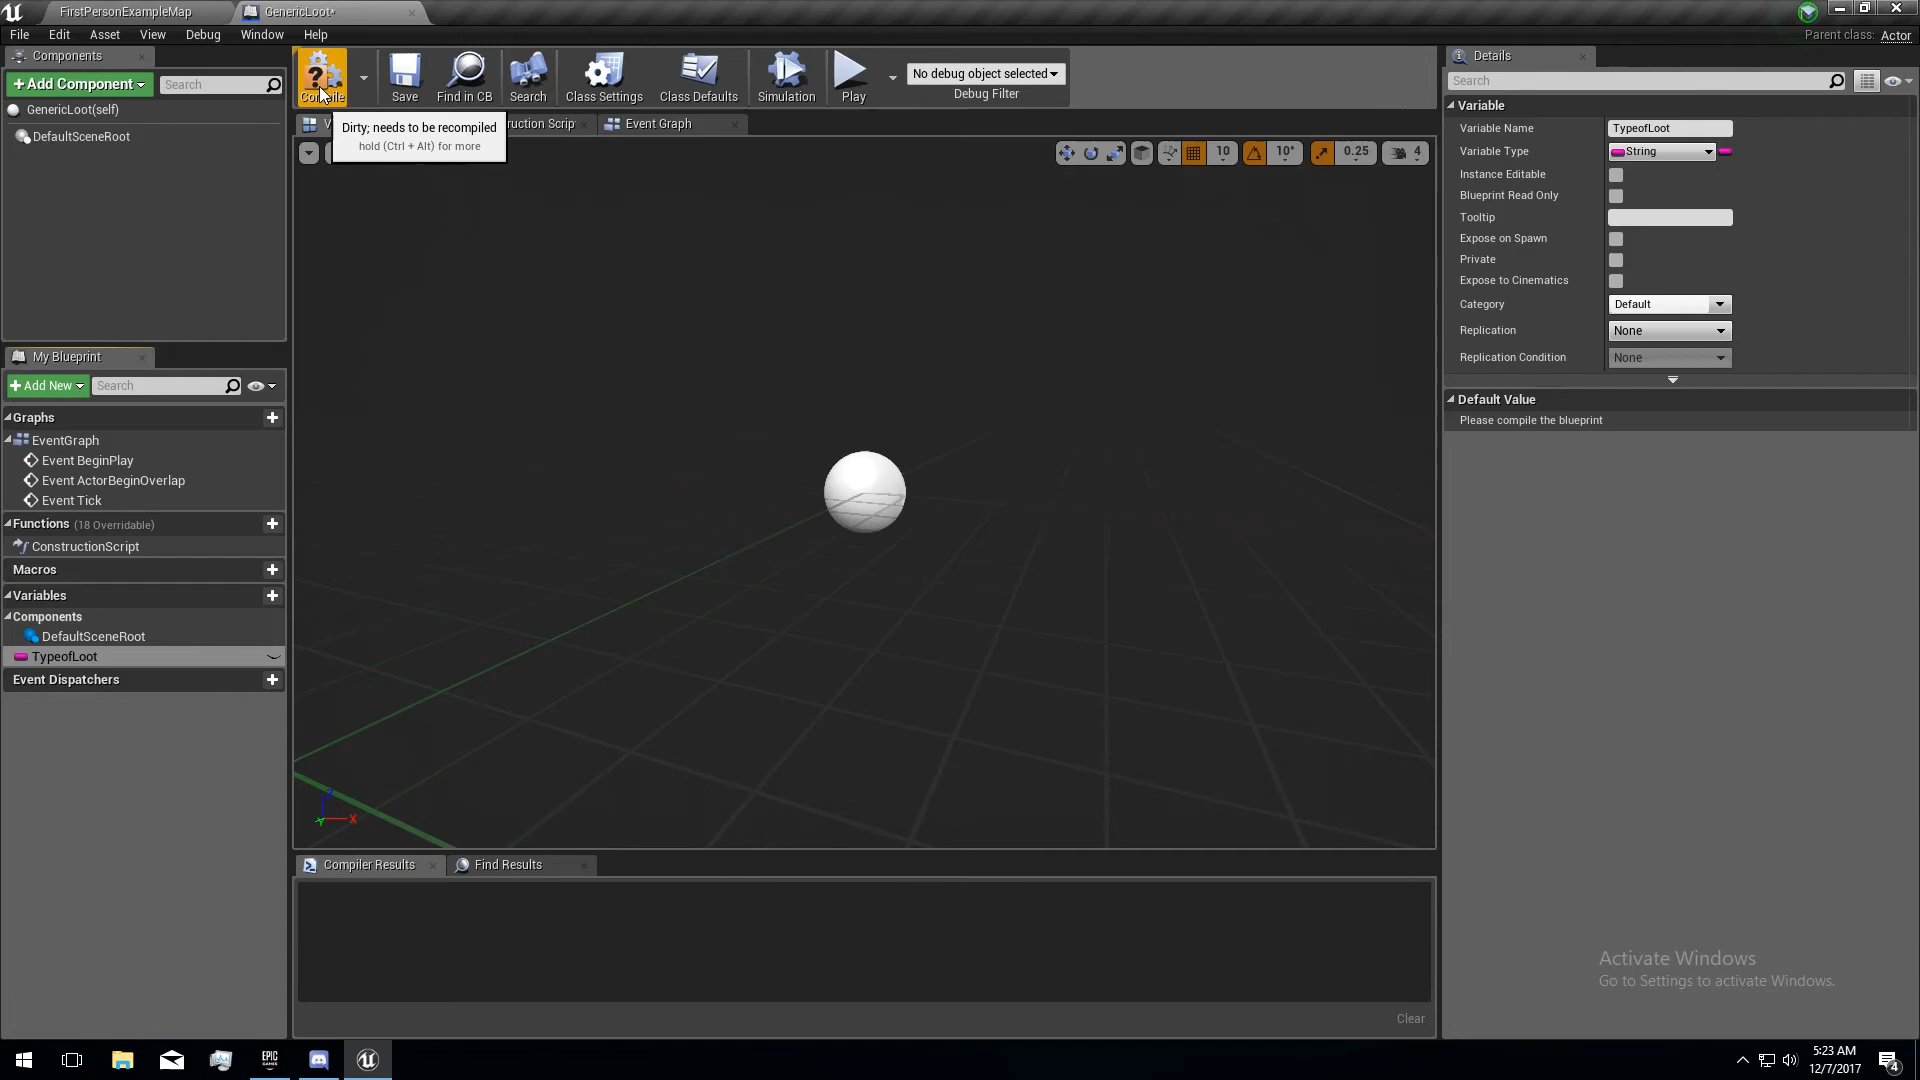 FirstPersonExampleMap
GenericLoot*
File Edit Asset View Debug Window Help
Parent class: Actor
Components
Add Component
Search
GenericLoot(self)
DefaultSceneRoot
Save
Find in CB
Search
Class Settings
Class Defaults
Simulation
Play
No debug object selected
Debug Filter
Dirty; needs to be recompiled
hold (Ctrl + Alt) for more
Event Graph
10
10°
0.25
4
My Blueprint
Add New
Search
Graphs
EventGraph
Event BeginPlay
Event ActorBeginOverlap
Event Tick
Functions (18 Overridable)
ConstructionScript
Macros
Variables
Components
DefaultSceneRoot
TypeofLoot
Event Dispatchers
Z
Y
X
Compiler Results
Find Results
Clear
Details
Search
Variable
Variable Name TypeofLoot
Variable Type String
Instance Editable
Blueprint Read Only
Tooltip
Expose on Spawn
Private
Expose to Cinematics
Category Default
Replication None
Replication Condition None
Default Value
Please compile the blueprint
Activate Windows
Go to Settings to activate Windows.
EPIC
GAMES
5:23 AM
12/7/2017
4